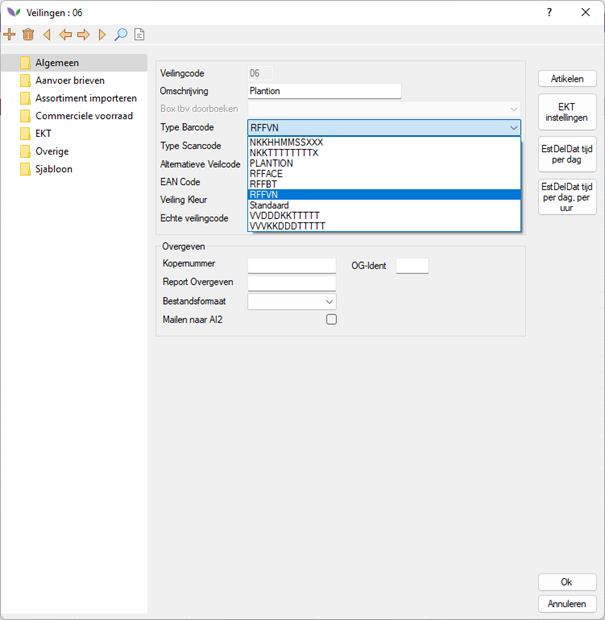 Veilingen : 06
?
Algemeen
Aanvoer brieven
Assortiment importeren
Commerciele voorraad
EKT
Overige
Sjabloon
Veilingcode 06
Omschrijving Plantion
Box tbv doorboeken
Type Barcode RFFVN
Type Scancode
Alternatieve Veilcode
EAN Code
Veiling Kleur
Echte veilingcode
NKKHHMMSSXXX
NKKTTTTTTTTX
PLANTION
RFFACE
RFFBT
RFFVN
Standaard
VVDDDKKTTTTT
VVVKKDDDTTTTT
Overgeven
Kopernummer OG-Ident
Report Overgeven
Bestandsformaat
Mailen naar AI2
Artikelen
EKT
instellingen
EstDelDat tijd
per dag
EstDelDat tijd
per dag, per
uur
Ok
Annuleren